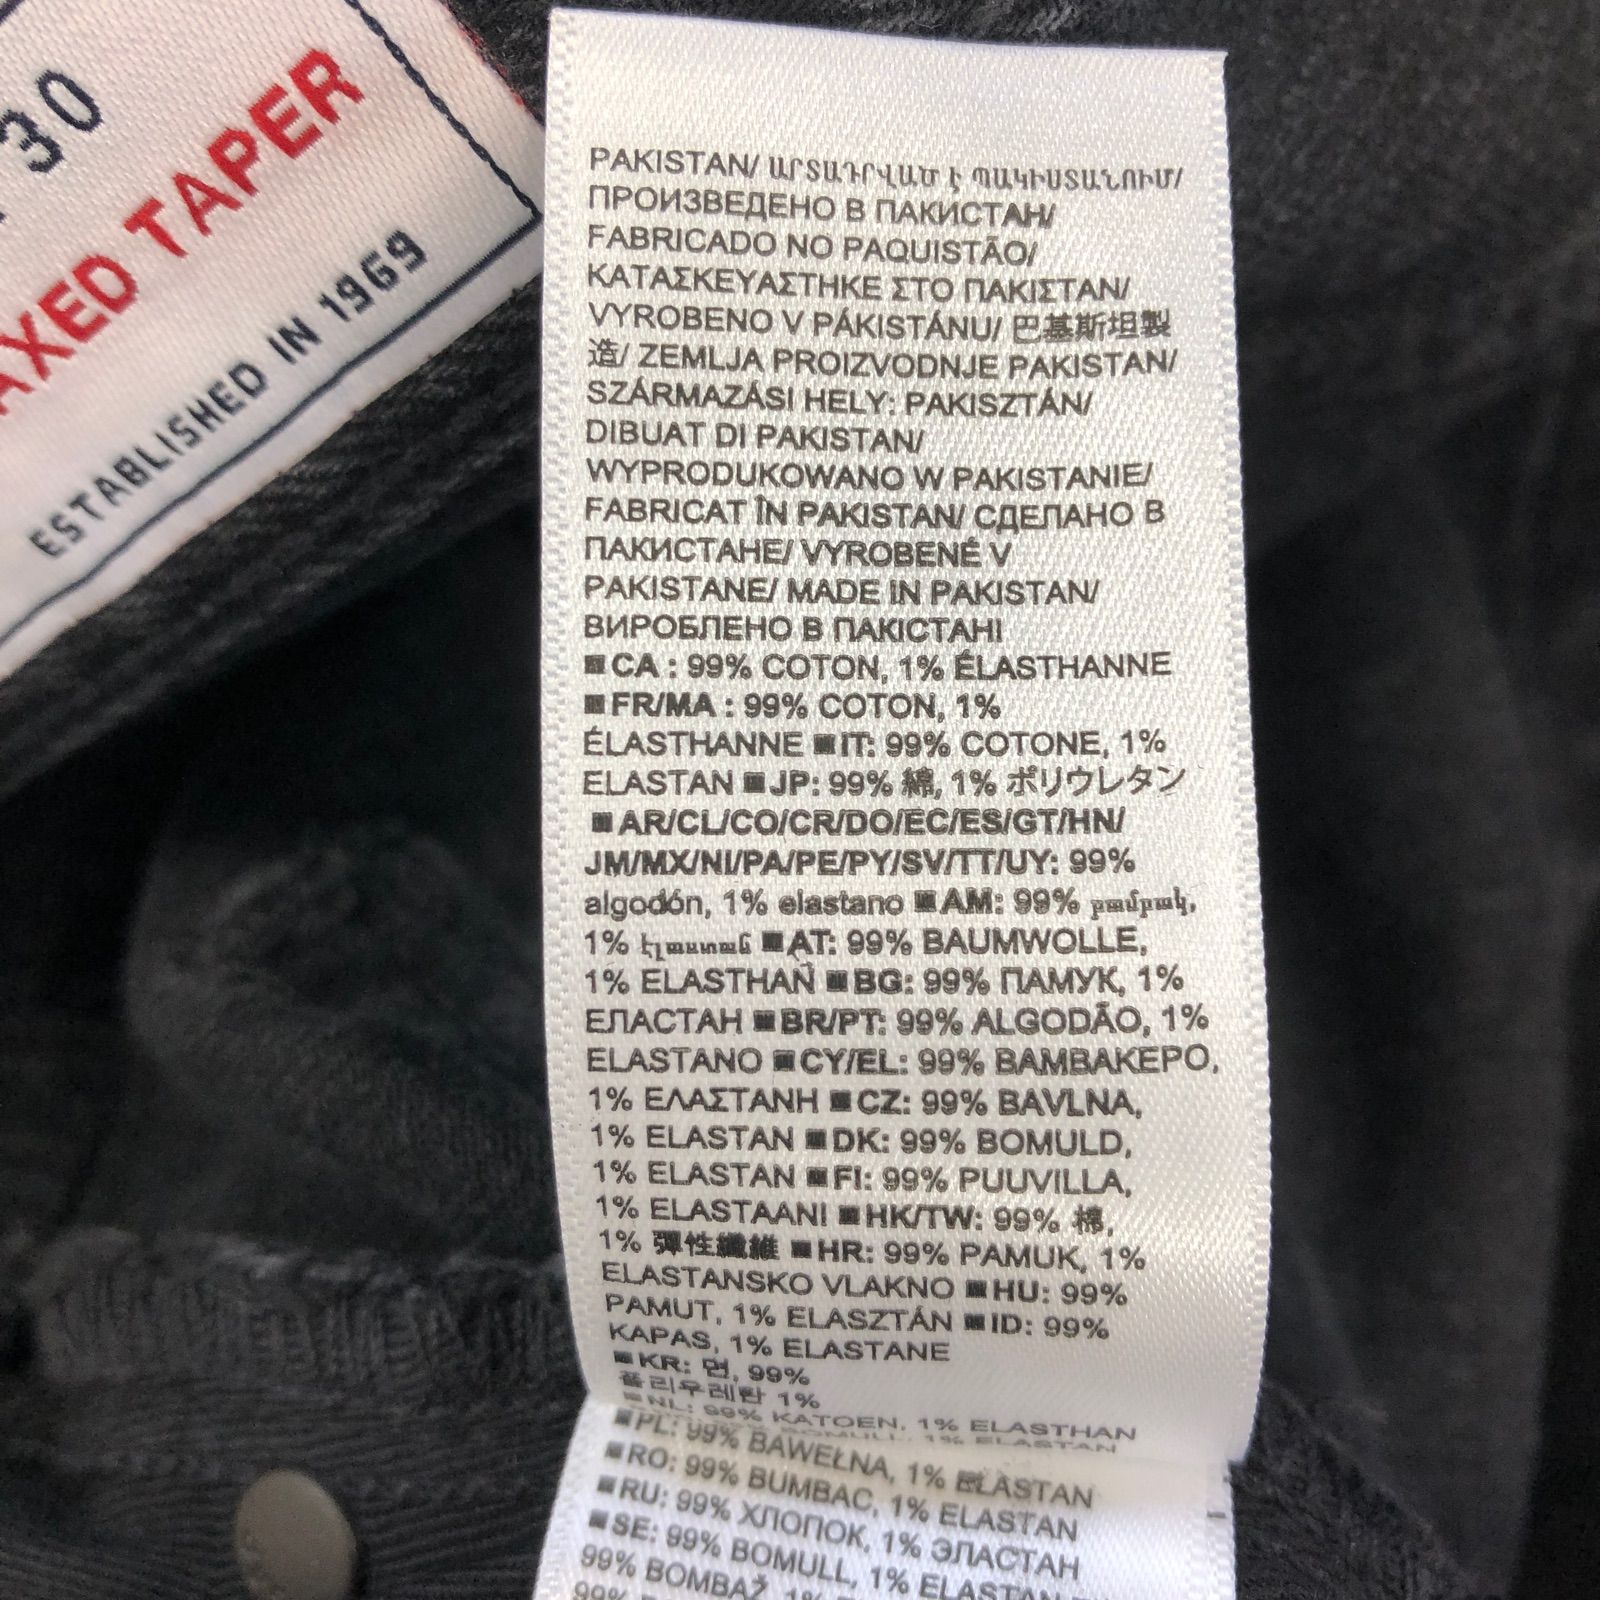 30
AXED TAPER
ESTABLISHED IN 1969
PAKISTAN/ ԱՐՏԱԴՐՎԱԾ Է ՊԱԿԻՍՏԱՆՈՒՄ/
ПРОИЗВЕДЕНО В ПАКИСТАН/
FABRICADO NO PAQUISTÃO/
ΚΑΤΑΣΚΕΥΑΣΤΗΚΕ ΣΤΟ ΠΑΚΙΣΤΑΝ/
VYROBENO V PÁKISTÁNU/ 巴基斯坦製
造/ ZEMLJA PROIZVODNJE PAKISTAN/
SZÁRMAZÁSI HELY: PAKISZTÁN/
DIBUAT DI PAKISTAN/
WYPRODUKOWANO W PAKISTANIE/
FABRICAT ÎN PAKISTAN/ СДЕЛАНО В
ПАКИСТАНЕ/ VYROBENÉ V
PAKISTANE/ MADE IN PAKISTAN/
ВИРОБЛЕНО В ПАКІСТАНІ
■CA : 99% COTON, 1% ÉLASTHANNE
■FR/MA : 99% COTON, 1%
ÉLASTHANNE ■IT: 99% COTONE, 1%
ELASTAN ■JP: 99% 綿, 1% ポリウレタン
■AR/CL/CO/CR/DO/EC/ES/GT/HN/
JM/MX/NI/PA/PE/PY/SV/TT/UY: 99%
algodón, 1% elastano ■AM: 99% բամբակ,
1% էլաստան ■AT: 99% BAUMWOLLE,
1% ELASTHAN ■BG: 99% ПАМУК, 1%
ЕЛАСТАН ■BR/PT: 99% ALGODÃO, 1%
ELASTANO ■CY/EL: 99% ΒΑΜΒΑΚΕΡΟ,
1% ΕΛΑΣΤΑΝΗ ■CZ: 99% BAVLNA,
1% ELASTAN ■DK: 99% BOMULD,
1% ELASTAN ■FI: 99% PUUVILLA,
1% ELASTAANI ■HK/TW: 99% 棉,
1% 彈性纖維 ■HR: 99% PAMUK, 1%
ELASTANSKO VLAKNO ■HU: 99%
PAMUT, 1% ELASZTÁN ■ID: 99%
KAPAS, 1% ELASTANE
■KR: 면, 99%
폴리우레탄 1%
■NL: 99% KATOEN, 1% ELASTHAN
BOMULL, 1% ELASTAN
■PL: 99% BAWEŁNA, 1% ELASTAN
■RO: 99% BUMBAC, 1% ELASTAN
■RU: 99% ХЛОПОК, 1% ЭЛАСТАН
■SE: 99% BOMULL, 1% ELASTAN
99% BOMBAŽ, 1%
99%